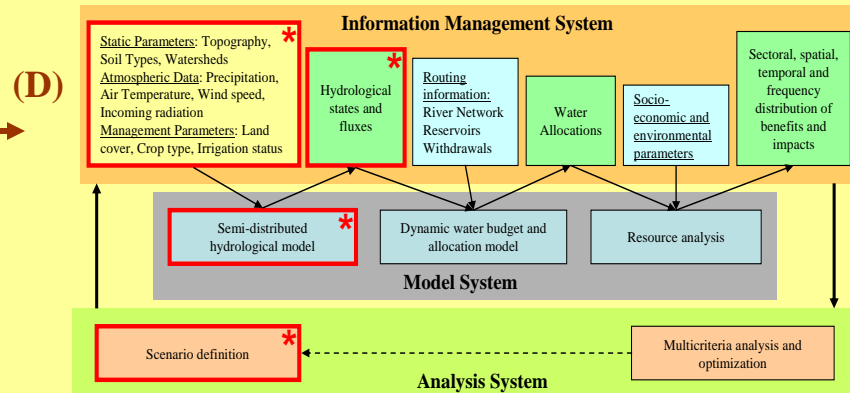 Information Management System
(D)
Static Parameters: Topography,
Soil Types, Watersheds
Atmospheric Data: Precipitation,
Air Temperature, Wind speed,
Incoming radiation
Management Parameters: Land
cover, Crop type, Irrigation status
*
Hydrological
states and
fluxes
*
Routing
information:
River Network
Reservoirs
Withdrawals
Water
Allocations
Socio-
economic and
environmental
parameters
Sectoral, spatial,
temporal and
frequency
distribution of
benefits and
impacts
Semi-distributed
hydrological model
*
Dynamic water budget and
allocation model
Resource analysis
Model System
Scenario definition
*
Multicriteria analysis and
optimization
Analysis System